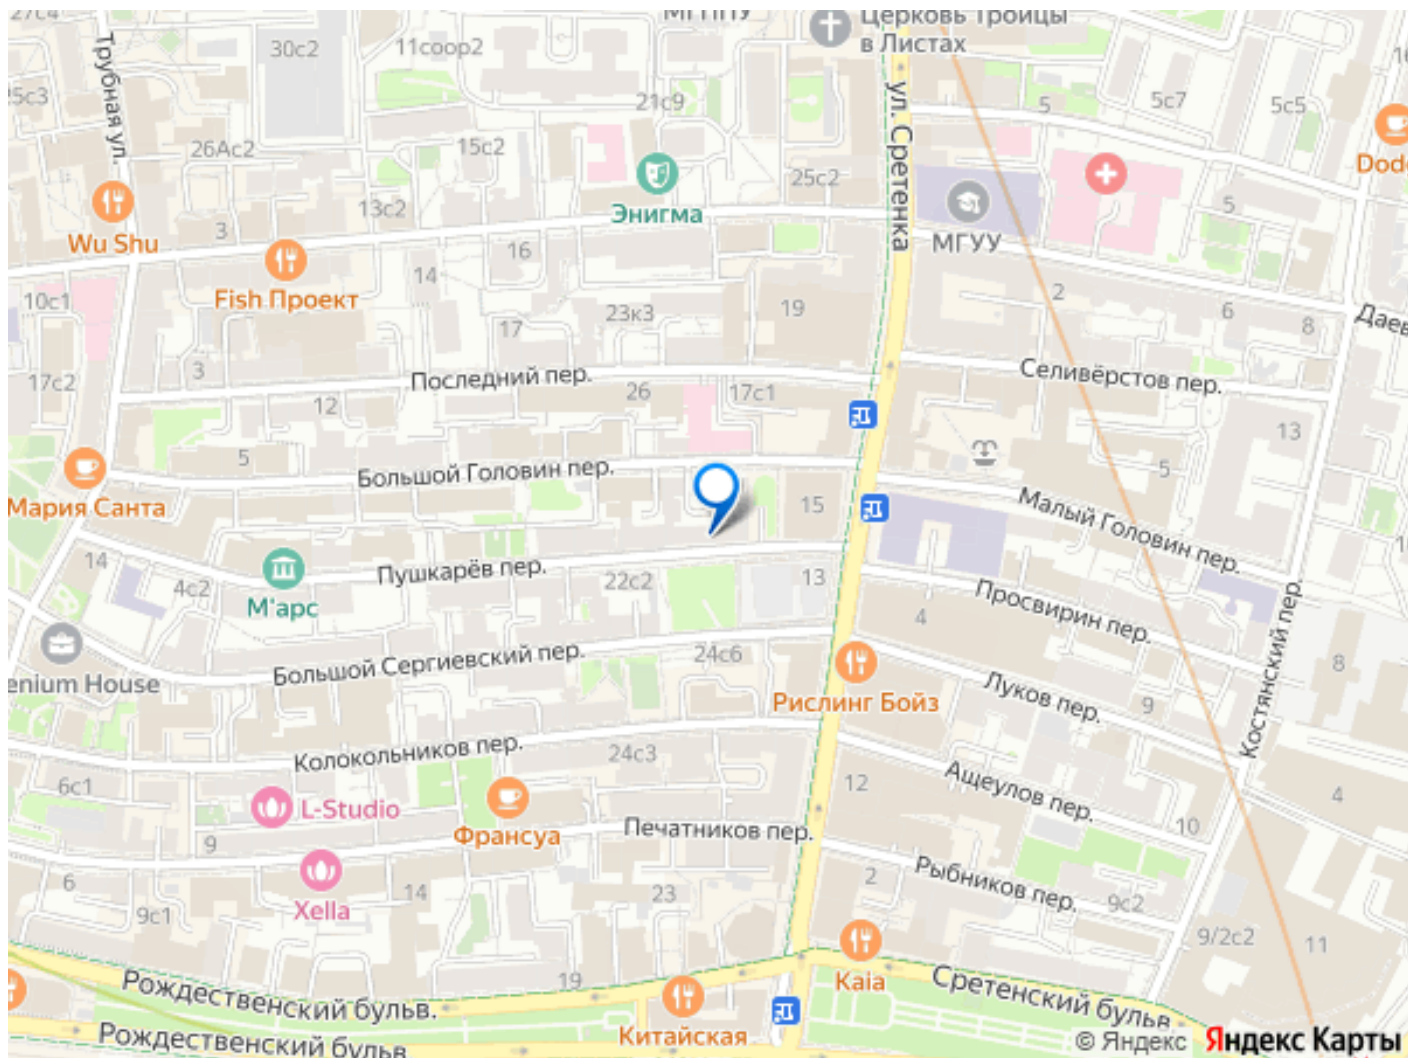 27с4
30с2
11соор2
МГППУ
Церковь Троицы
в Листах
Трубная ул.
25с3
21с9
ул. Сретенка
5
5с7
5с5
16
Dodo
26Ас2
15с2
25с2
13с2
Энигма
МГУУ
5
Wu Shu
3
Fish Проект
14
16
10с1
23к3
19
17
2
6
8
Даев
17с2
3
Последний пер.
26
17с1
Селивёрстов пер.
12
13
5
Большой Головин пер.
5
Мария Санта
15
Малый Головин пер.
14
4с2
М'арс
Пушкарёв пер.
22с2
13
Просвирин пер.
4
enium House
Большой Сергиевский пер.
24с6
Рислинг Бойз
Луков пер.
9
8
Костянский пер.
Колокольников пер.
24с3
6с1
L-Studio
Франсуа
12
Ащеулов пер.
4
10
9
Печатников пер.
6
Xella
14
23
2
Рыбников пер.
9с2
9с1
9/2с2
11
Рождественский бульв.
19
Kaia
Сретенский бульв.
Рождественский бульв
Китайская
© Яндекс Яндекс Карты